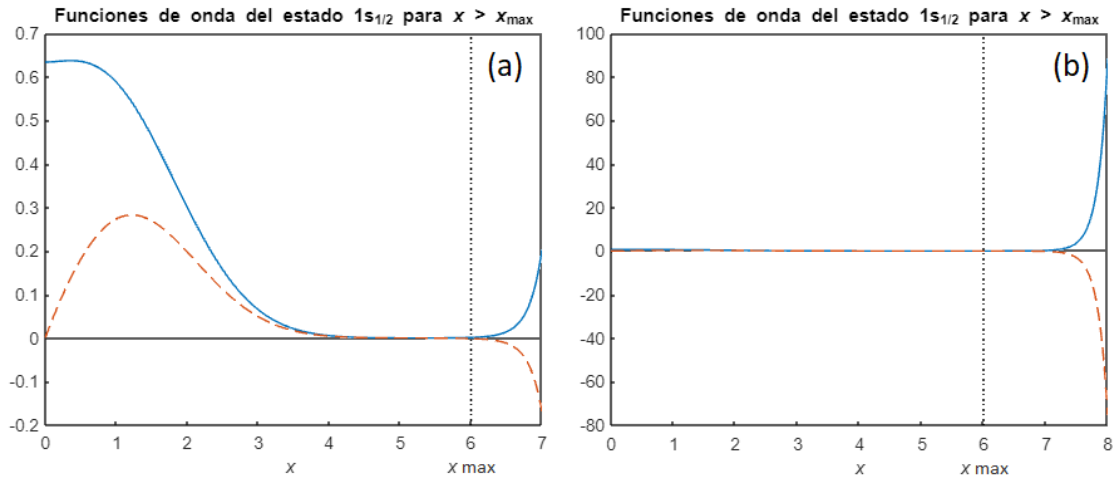 Funciones de onda del estado 1s1/2 para x > xmax
(a)
0.7
0.6
0.5
0.4
0.3
0.2
0.1
0
-0.1
-0.2
0 1 2 3 4 5 6 7
x x max
Funciones de onda del estado 1s1/2 para x > xmax
(b)
100
80
60
40
20
0
-20
-40
-60
-80
0 1 2 3 4 5 6 7 8
x x max